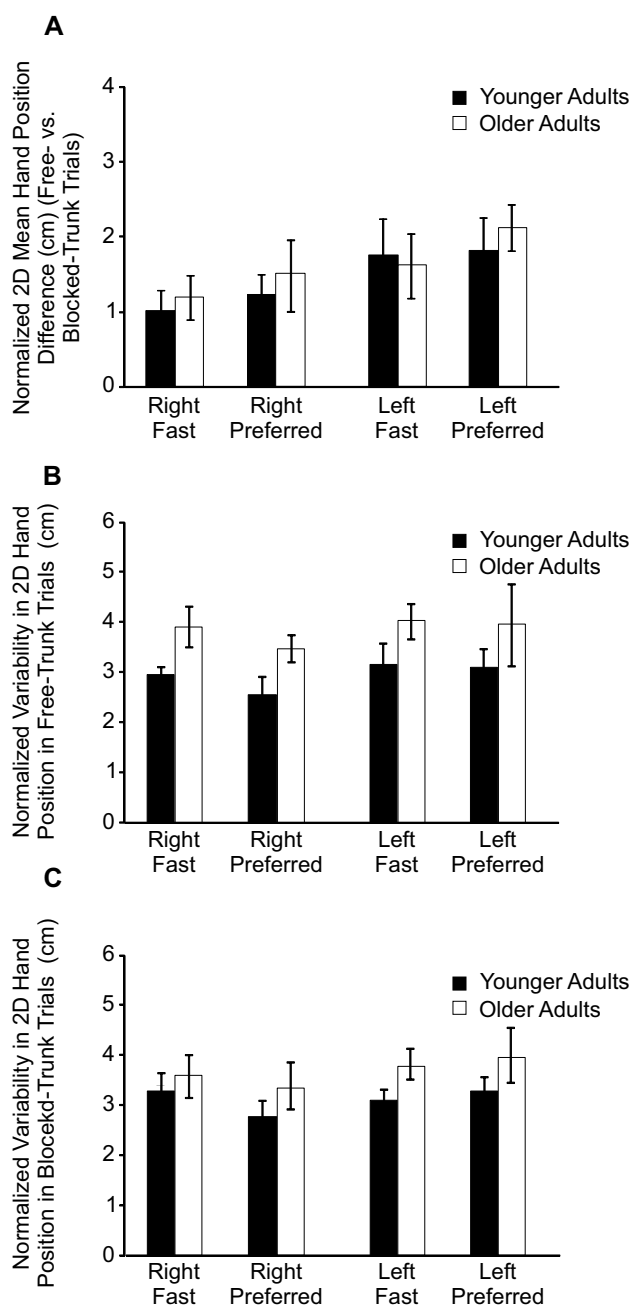 A
Normalized 2D Mean Hand Position
Difference (cm) (Free- vs.
Blocked-Trunk Trials)
4
3
2
1
0
Younger Adults
Older Adults
Right
Fast
Right
Preferred
Left
Fast
Left
Preferred
B
Normalized Variability in 2D Hand
Position in Free-Trunk Trials (cm)
6
5
4
3
2
1
0
Younger Adults
Older Adults
Right
Fast
Right
Preferred
Left
Fast
Left
Preferred
C
Normalized Variability in 2D Hand
Position in Blocekd-Trunk Trials (cm)
6
5
4
3
2
1
0
Younger Adults
Older Adults
Right
Fast
Right
Preferred
Left
Fast
Left
Preferred